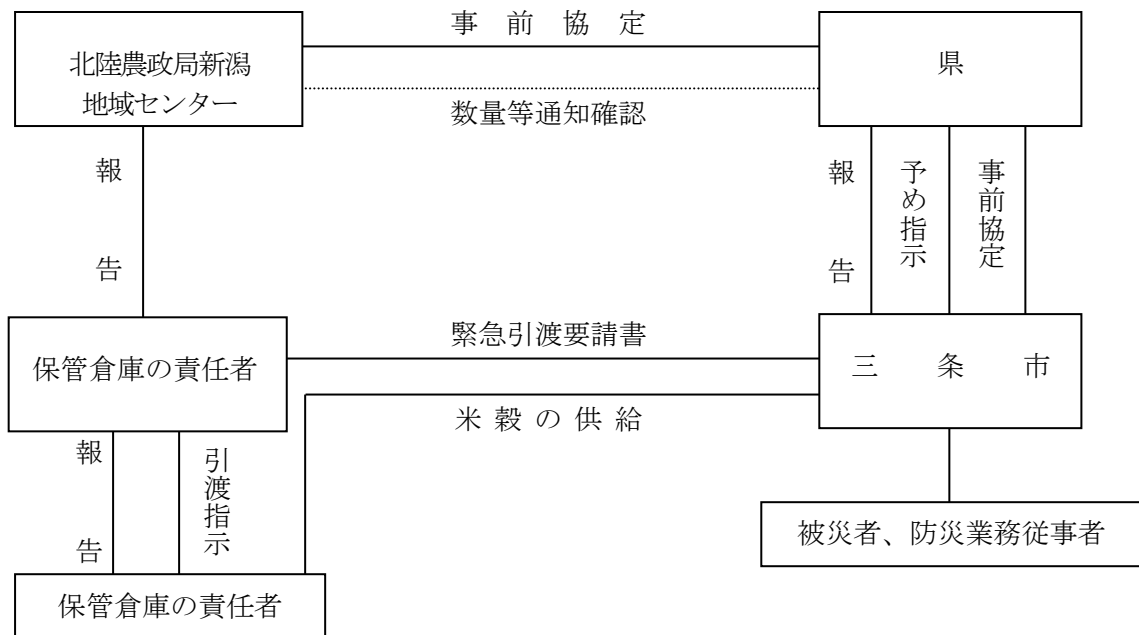 事前協定
北陸農政局新潟
地域センター
県
数量等通知確認
報告
報告
予め指示
事前協定
緊急引渡要請書
保管倉庫の責任者
三条市
米穀の供給
報告
引渡指示
被災者、防災業務従事者
保管倉庫の責任者